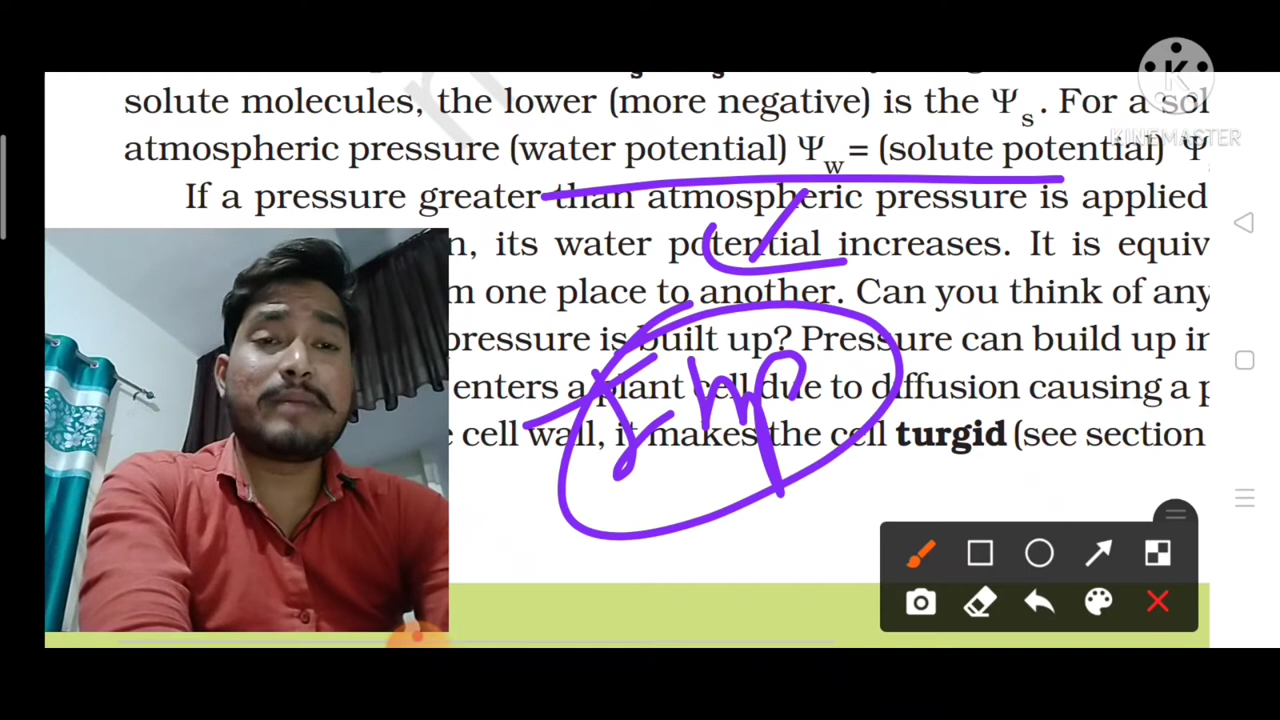 solute molecules, the lower (more negative) is the Ψs. For a sol
atmospheric pressure (water potential) Ψw = (solute potential) Ψ
If a pressure greater than atmospheric pressure is applied
n, its water potential increases. It is equiv
m one place to another. Can you think of any
pressure is built up? Pressure can build up in
enters a plant cell due to diffusion causing a p
e cell wall, it makes the cell turgid (see section
Imp
K
KINEMASTER